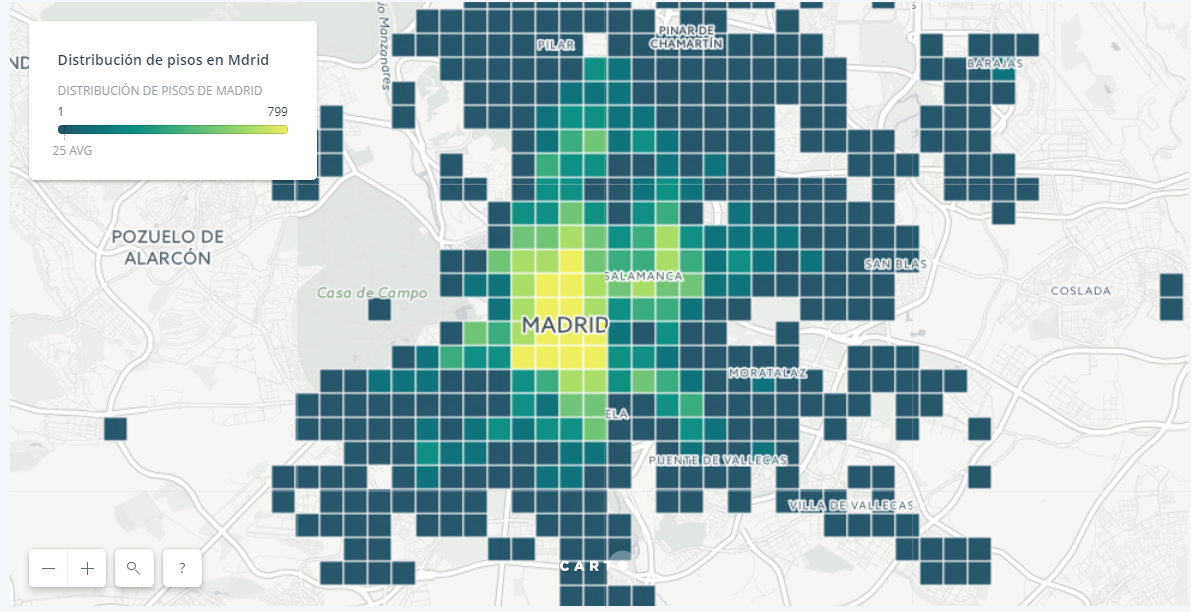 Distribución de pisos en Mdrid
DISTRIBUCIÓN DE PISOS DE MADRID
1 799
25 AVG
ND
jo Manzanares
PILAR
PINAR DE
CHAMARTÍN
BARAJAS
POZUELO DE
ALARCÓN
SAN BLAS
SALAMANCA
Casa de Campo
COSLADA
MADRID
MORATALAZ
ELA
PUENTE DE VALLECAS
VILLA DE VALLECAS
CARTO
?